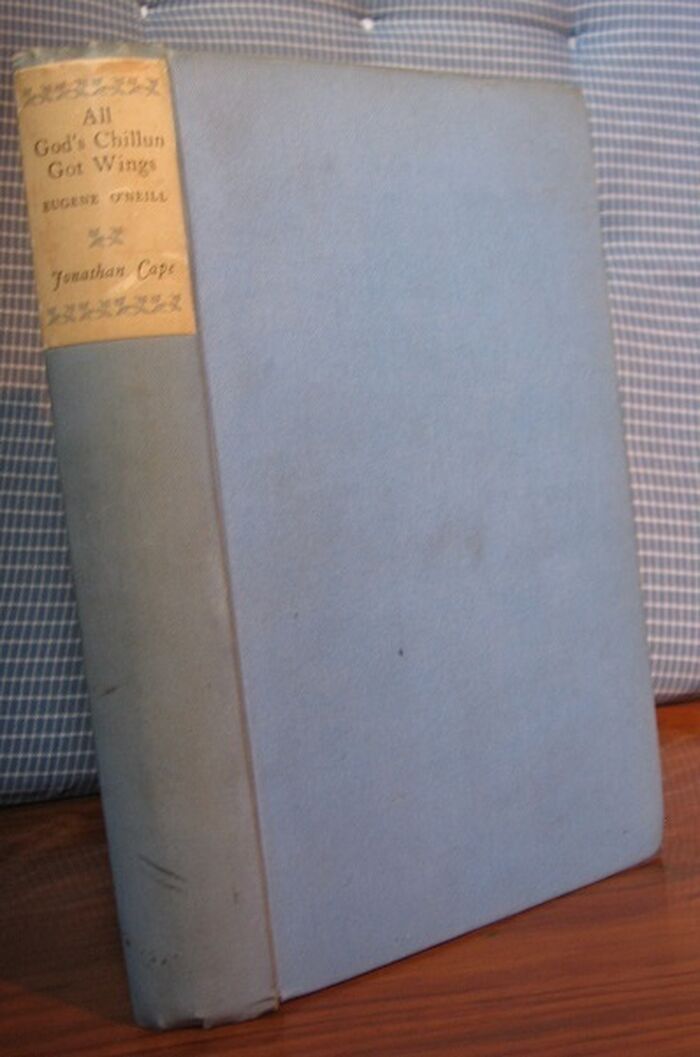 All
God's Chillun
Got Wings
EUGENE O'NEILL
Jonathan Cape